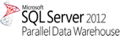 Microsoft
SQL Server 2012
Parallel Data Warehouse